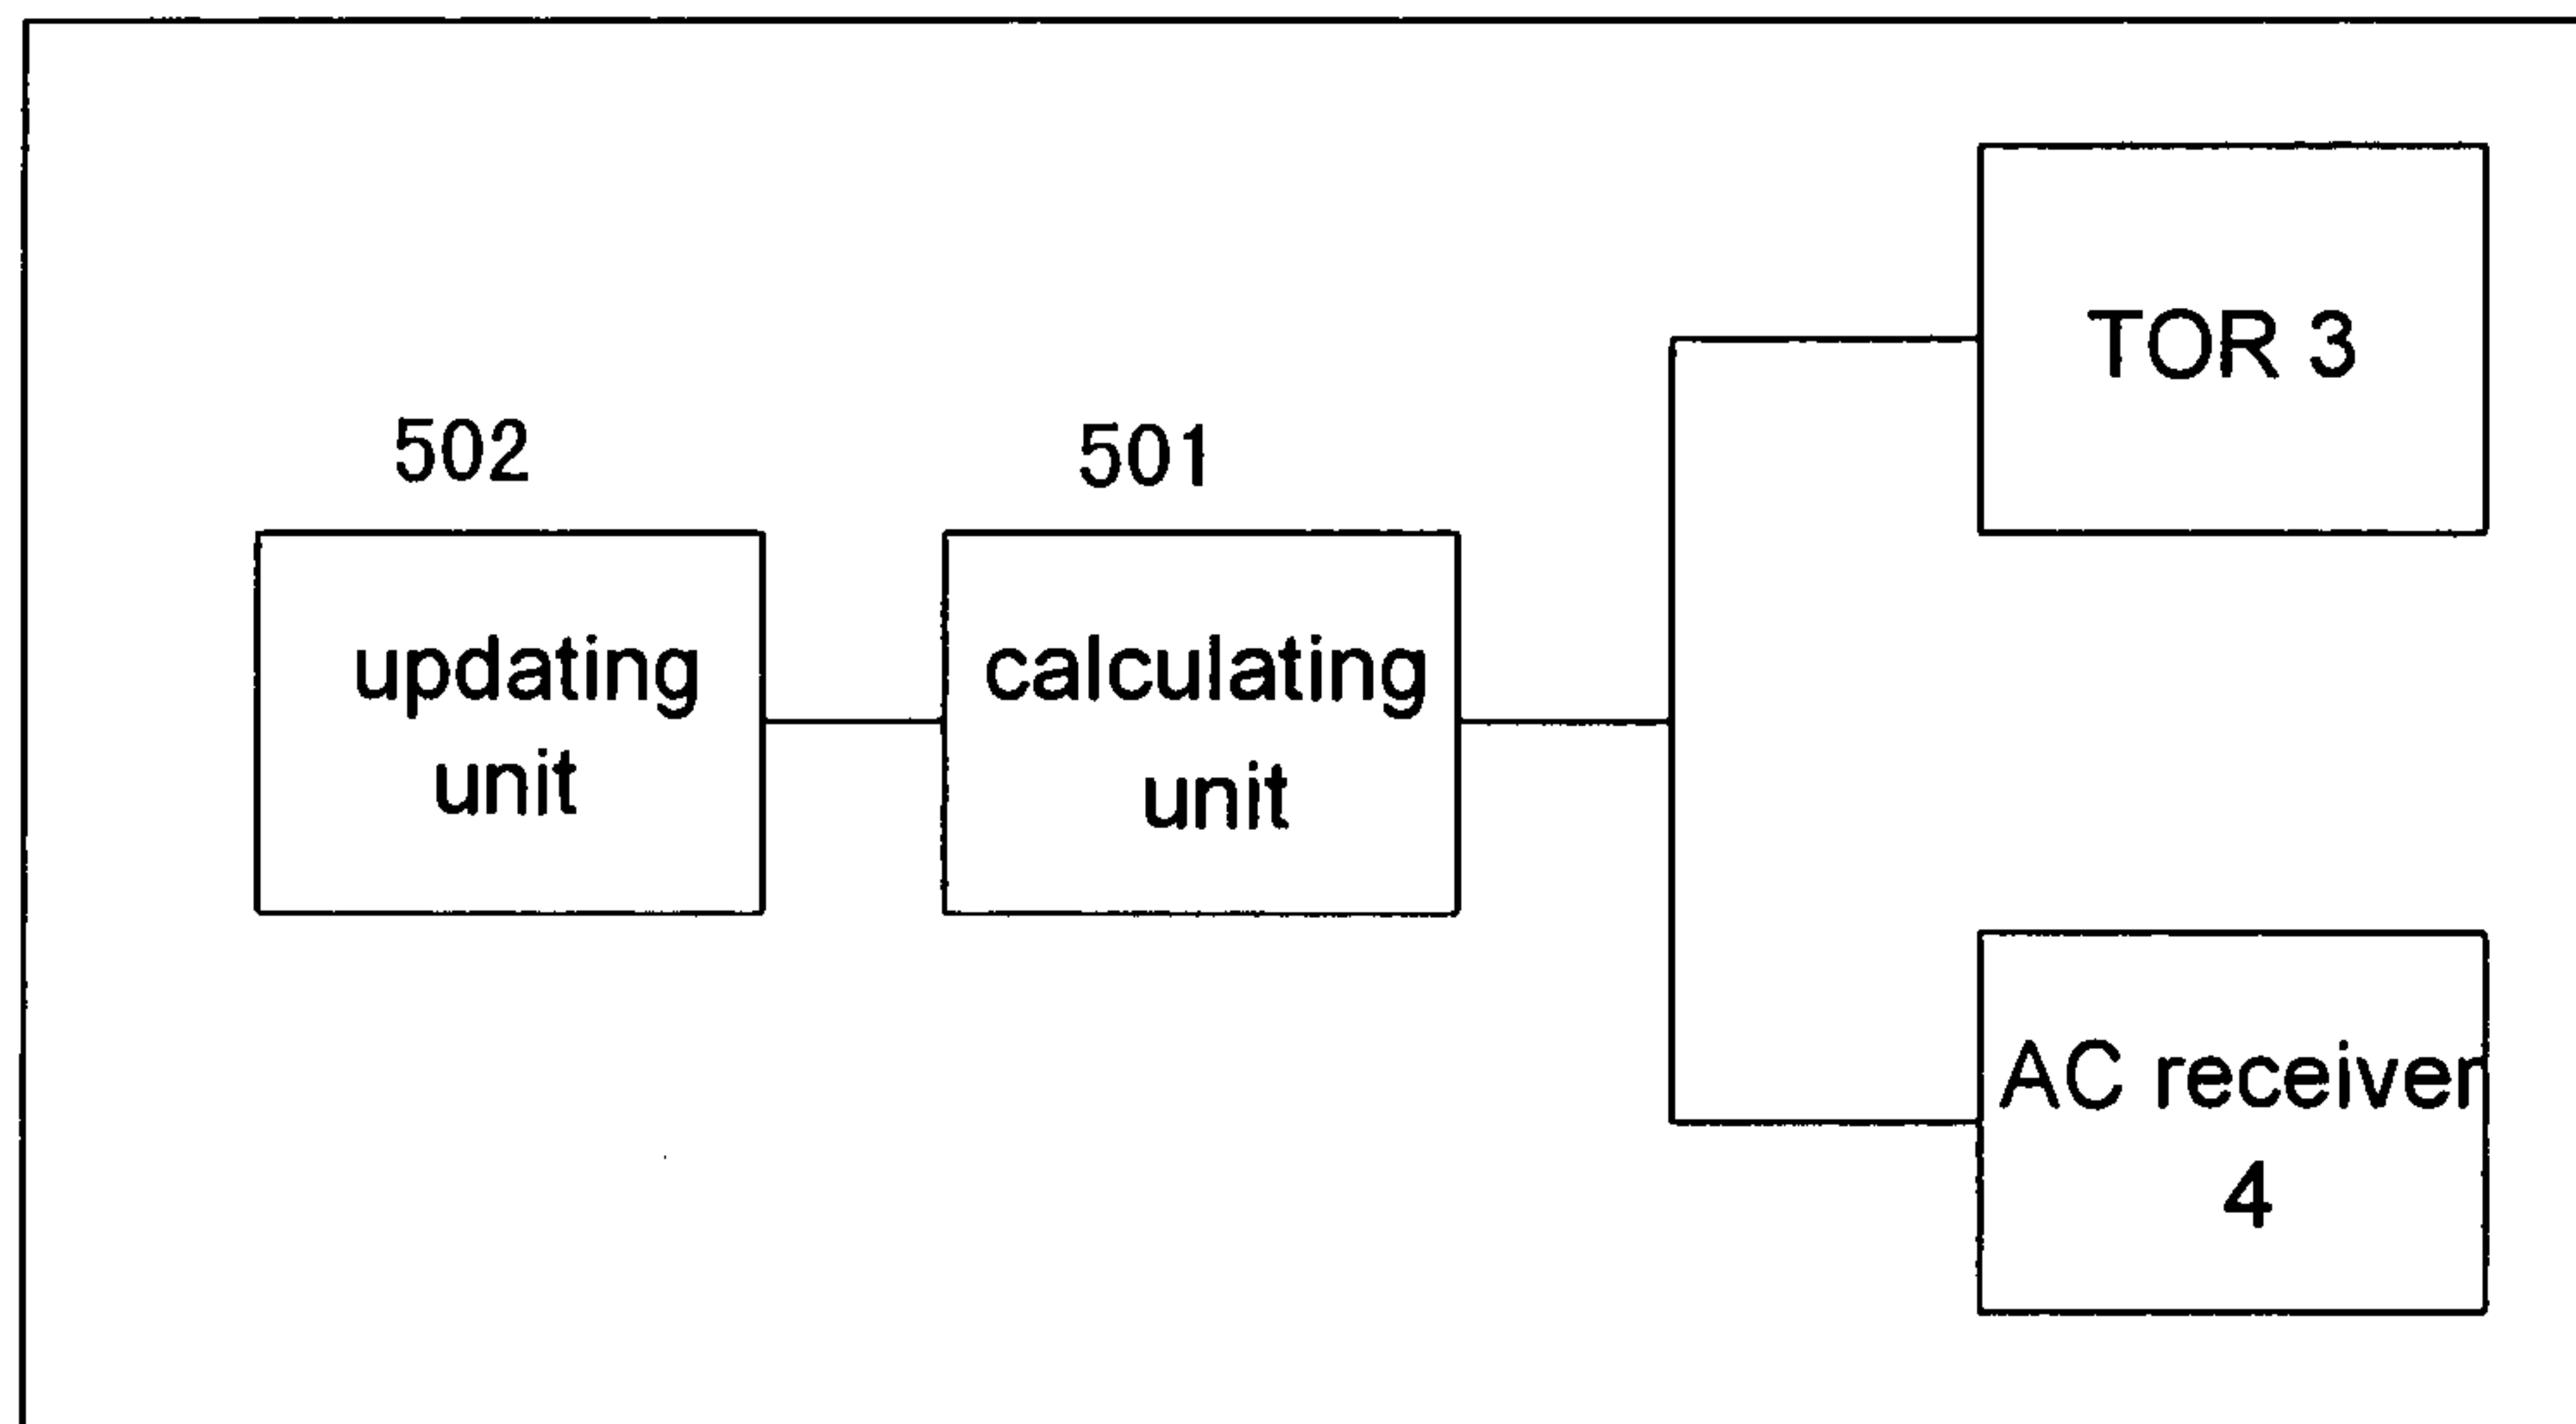 TOR 3
502
501
updating
unit
calculating
unit
AC receiver
4